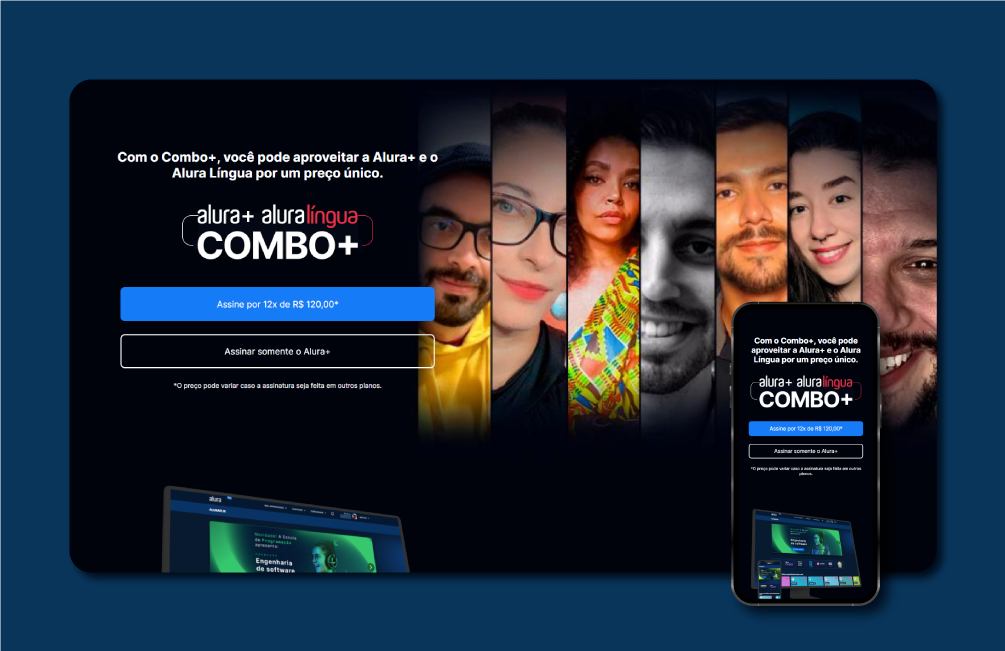 Com o Combo+, você pode aproveitar a Alura+ e o
Alura Língua por um preço único.
alura+ alura língua
COMBO+
Assine por 12x de R$ 120,00*
Assinar somente o Alura+
*O preço pode variar caso a assinatura seja feita em outros planos.
alura
Engenharia
de software
Com o Combo+, você pode
aproveitar a Alura+ e o Alura
Língua por um preço único.
alura+ alura língua
COMBO+
Assine por 12x de R$ 120,00*
Assinar somente o Alura+
*O preço pode variar caso a assinatura seja feita em outros
planos.
Engenharia
de software